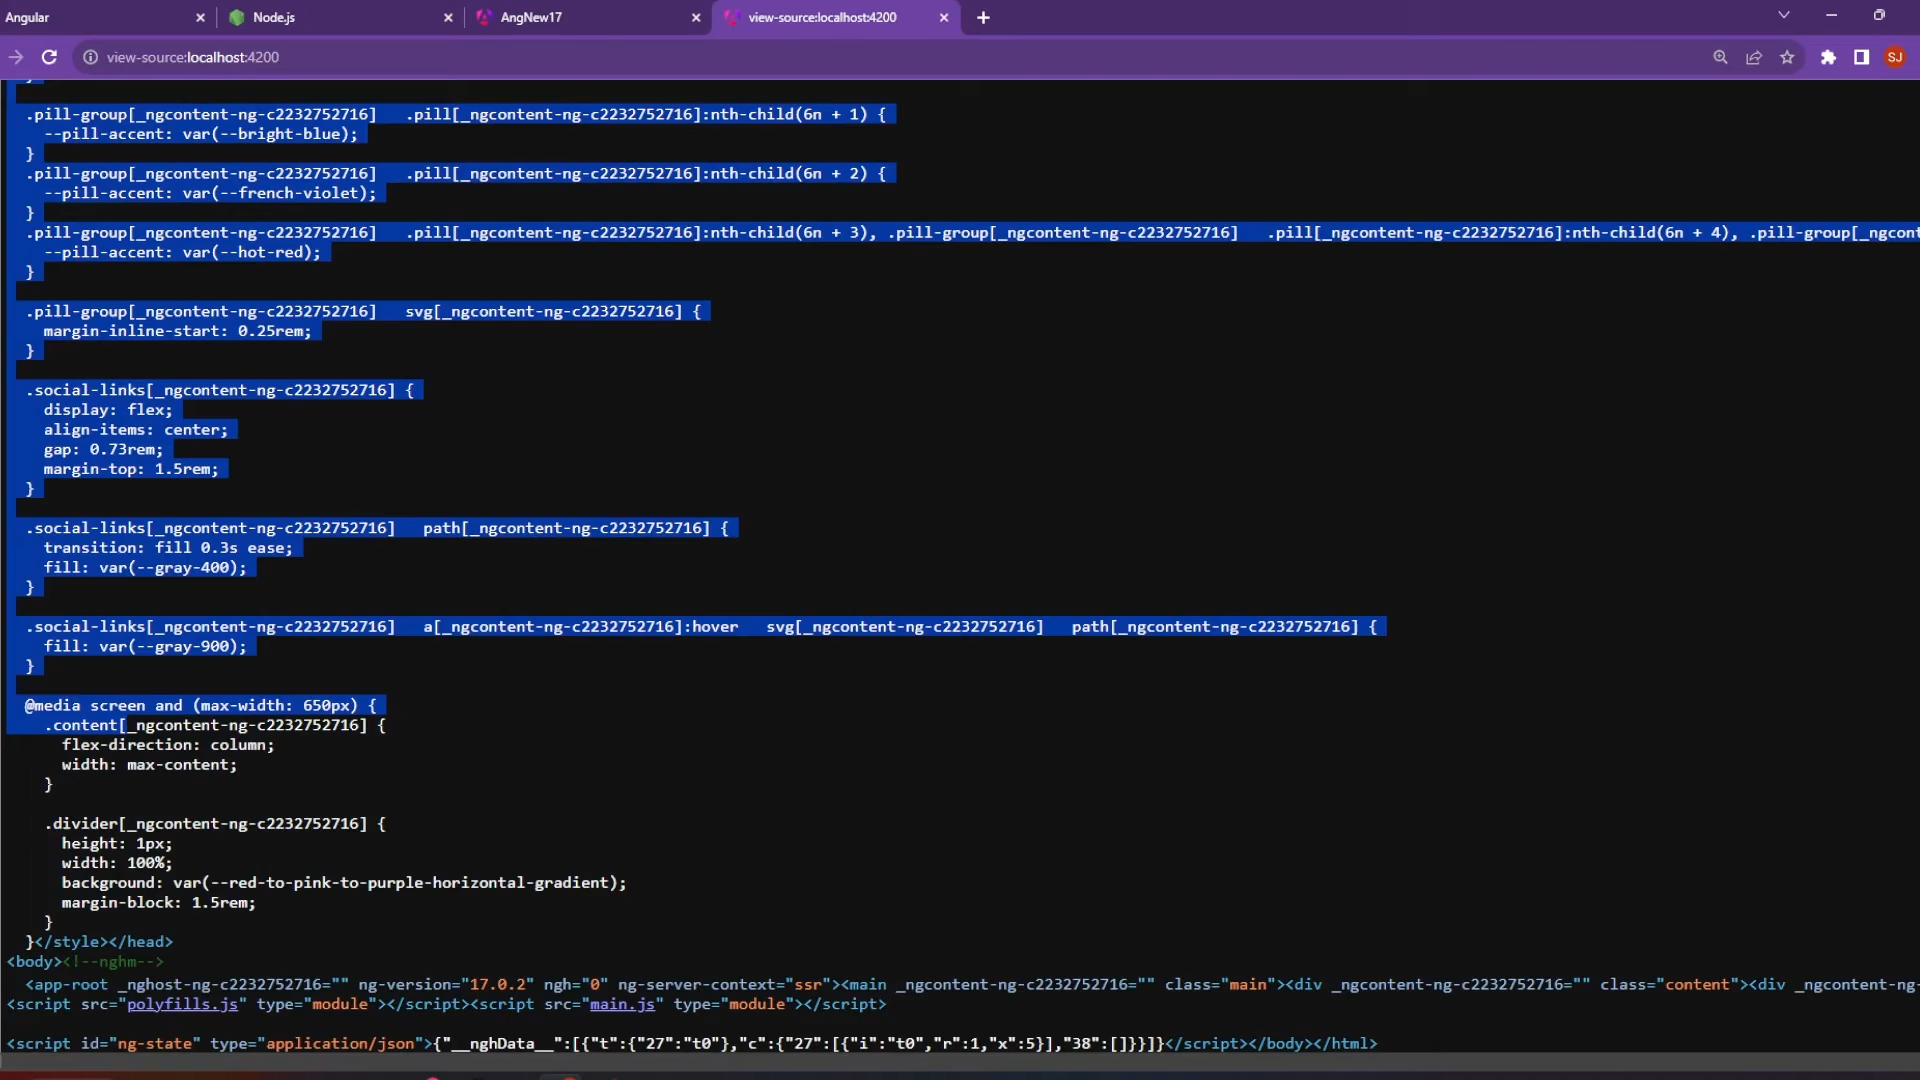 Angular
Node.js
AngNew17
view-source:localhost:4200
view-source:localhost:4200
SJ
}
.pill-group[_ngcontent-ng-c2232752716]   .pill[_ngcontent-ng-c2232752716]:nth-child(6n + 1) {
--pill-accent: var(--bright-blue);
}
.pill-group[_ngcontent-ng-c2232752716]   .pill[_ngcontent-ng-c2232752716]:nth-child(6n + 2) {
--pill-accent: var(--french-violet);
}
.pill-group[_ngcontent-ng-c2232752716]   .pill[_ngcontent-ng-c2232752716]:nth-child(6n + 3), .pill-group[_ngcontent-ng-c2232752716]   .pill[_ngcontent-ng-c2232752716]:nth-child(6n + 4), .pill-group[_ngcont
--pill-accent: var(--hot-red);
}
.pill-group[_ngcontent-ng-c2232752716]   svg[_ngcontent-ng-c2232752716] {
margin-inline-start: 0.25rem;
}
.social-links[_ngcontent-ng-c2232752716] {
display: flex;
align-items: center;
gap: 0.73rem;
margin-top: 1.5rem;
}
.social-links[_ngcontent-ng-c2232752716]   path[_ngcontent-ng-c2232752716] {
transition: fill 0.3s ease;
fill: var(--gray-400);
}
.social-links[_ngcontent-ng-c2232752716]   a[_ngcontent-ng-c2232752716]:hover   svg[_ngcontent-ng-c2232752716]   path[_ngcontent-ng-c2232752716] {
fill: var(--gray-900);
}
@media screen and (max-width: 650px) {
.content[_ngcontent-ng-c2232752716] {
flex-direction: column;
width: max-content;
}
.divider[_ngcontent-ng-c2232752716] {
height: 1px;
width: 100%;
background: var(--red-to-pink-to-purple-horizontal-gradient);
margin-block: 1.5rem;
}
}</style></head>
<body><!--nghm-->
<app-root _nghost-ng-c2232752716="" ng-version="17.0.2" ngh="0" ng-server-context="ssr"><main _ngcontent-ng-c2232752716="" class="main"><div _ngcontent-ng-c2232752716="" class="content"><div _ngcontent-ng-
<script src="polyfills.js" type="module"></script><script src="main.js" type="module"></script>
<script id="ng-state" type="application/json">{"__nghData__":[{"t":{"27":"t0"},"c":{"27":[{"i":"t0","r":1,"x":5}],"38":[]}}]}</script></body></html>